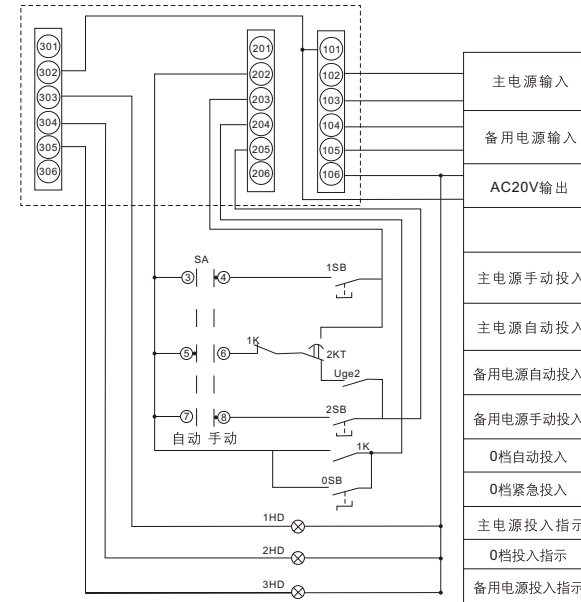 301
302
303
304
305
306
201
202
203
204
205
206
101
102
103
104
105
106
主电源输入
备用电源输入
AC20V输出
SA
③ ④
1SB
主电源手动投入
⑤ ⑥
1K
2KT
主电源自动投入
Uge2
备用电源自动投入
⑦ ⑧
2SB
备用电源手动投入
自动 手动
1K
0档自动投入
0SB
0档紧急投入
1HD
主电源投入指示
2HD
0档投入指示
3HD
备用电源投入指示